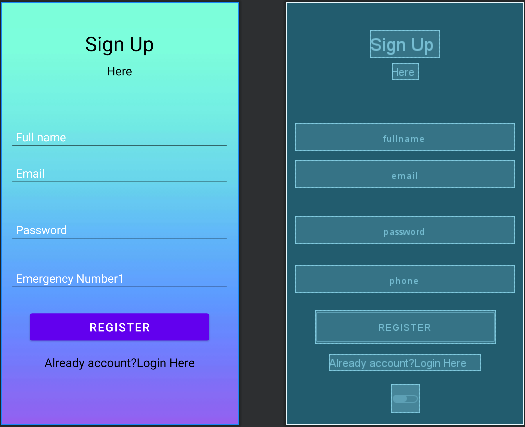 Sign Up
Here
Full name
Email
Password
Emergency Number1
REGISTER
Already account?Login Here
Sign Up
Here
fullname
email
password
phone
REGISTER
Already account?Login Here